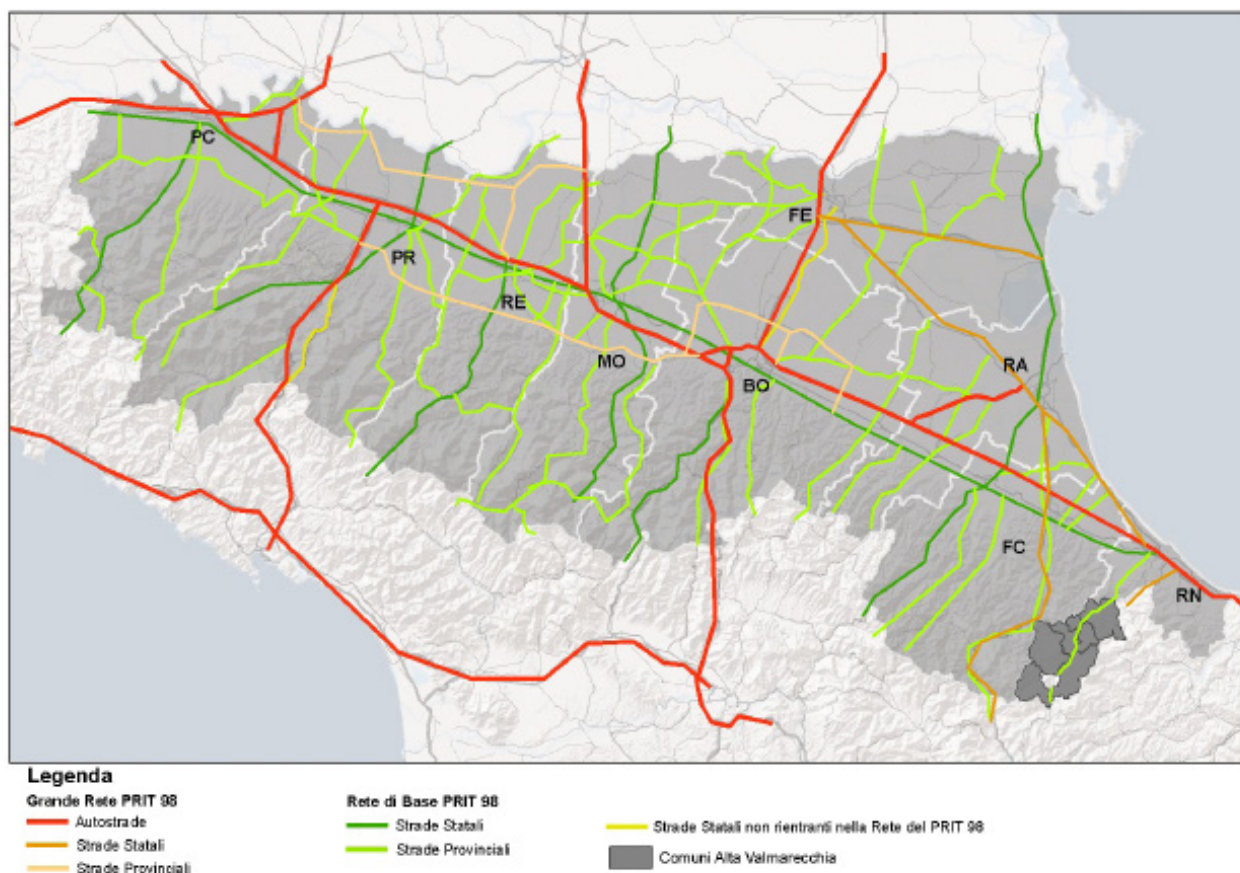 PC
FE
PR
RE
RA
MO
BO
FC
RN
Legenda
Grande Rete PRIT 98
Autostrade
Strade Statali
Strade Provinciali
Rete di Base PRIT 98
Strade Statali
Strade Provinciali
Strade Statali non rientranti nella Rete del PRIT 98
Comuni Alta Valmarecchia